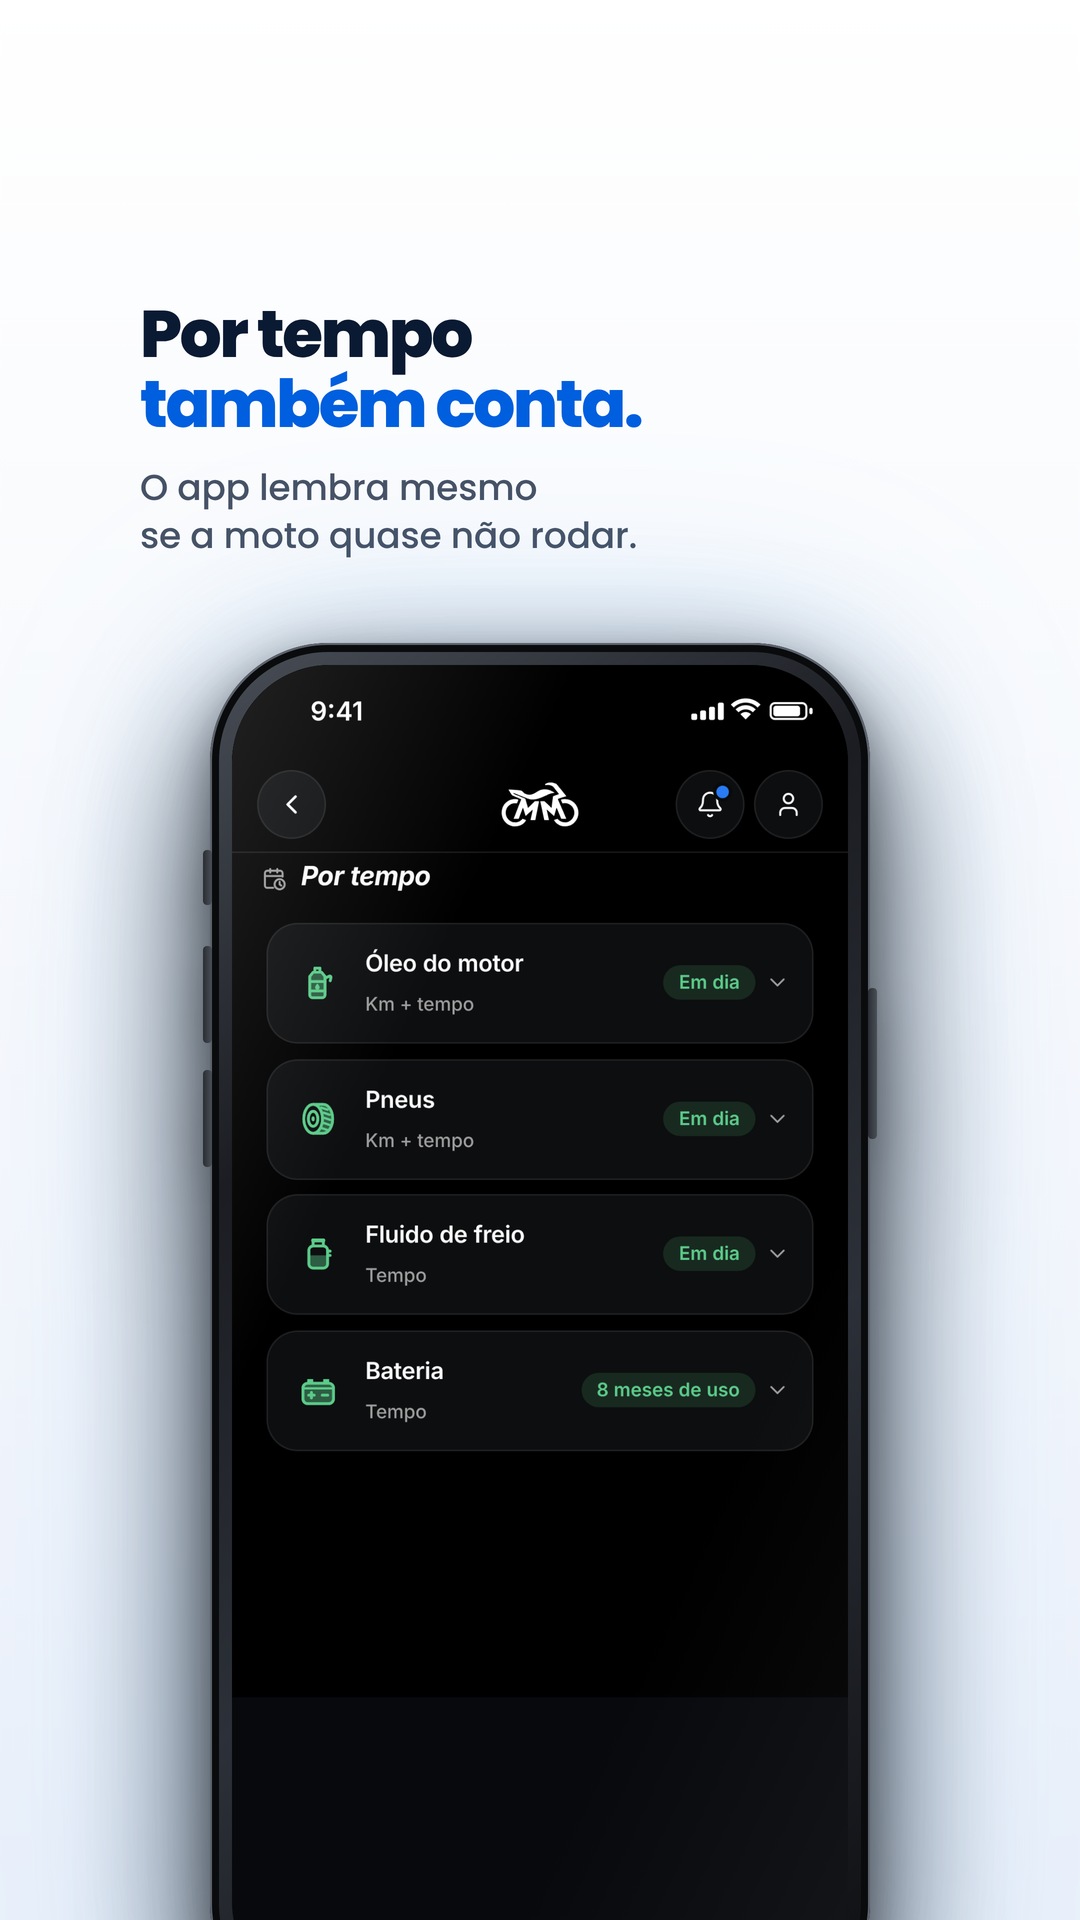 Por tempo
também conta.
O app lembra mesmo
se a moto quase não rodar.
9:41
MM
Por tempo
Óleo do motor
Km + tempo
Em dia
Pneus
Km + tempo
Em dia
Fluido de freio
Tempo
Em dia
Bateria
Tempo
8 meses de uso